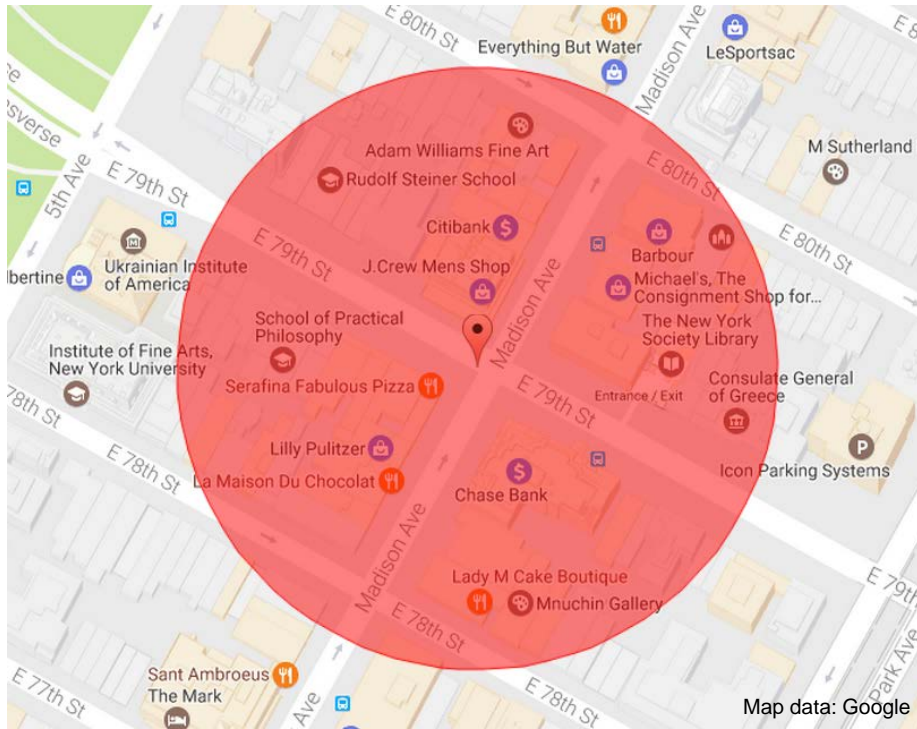 E 80th St
E 8
Everything But Water
LeSportsac
Madison Ave
esverse
5th Ave
E 79th St
Adam Williams Fine Art
Rudolf Steiner School
M Sutherland
E 80th St
E 80th St
Citibank
Barbour
E 79th St
lbertine
Ukrainian Institute
of America
J.Crew Mens Shop
Michael's, The
Consignment Shop for...
Madison Ave
School of Practical
Philosophy
The New York
Society Library
Institute of Fine Arts,
New York University
Serafina Fabulous Pizza
Entrance / Exit
Consulate General
of Greece
78th St
E 79th St
E 78th St
Lilly Pulitzer
La Maison Du Chocolat
Chase Bank
Icon Parking Systems
P
Madison Ave
Lady M Cake Boutique
Mnuchin Gallery
E 79th
E 78th St
Sant Ambroeus
The Mark
E 77th St
E 78th St
Park Ave
Ave
Map data: Google